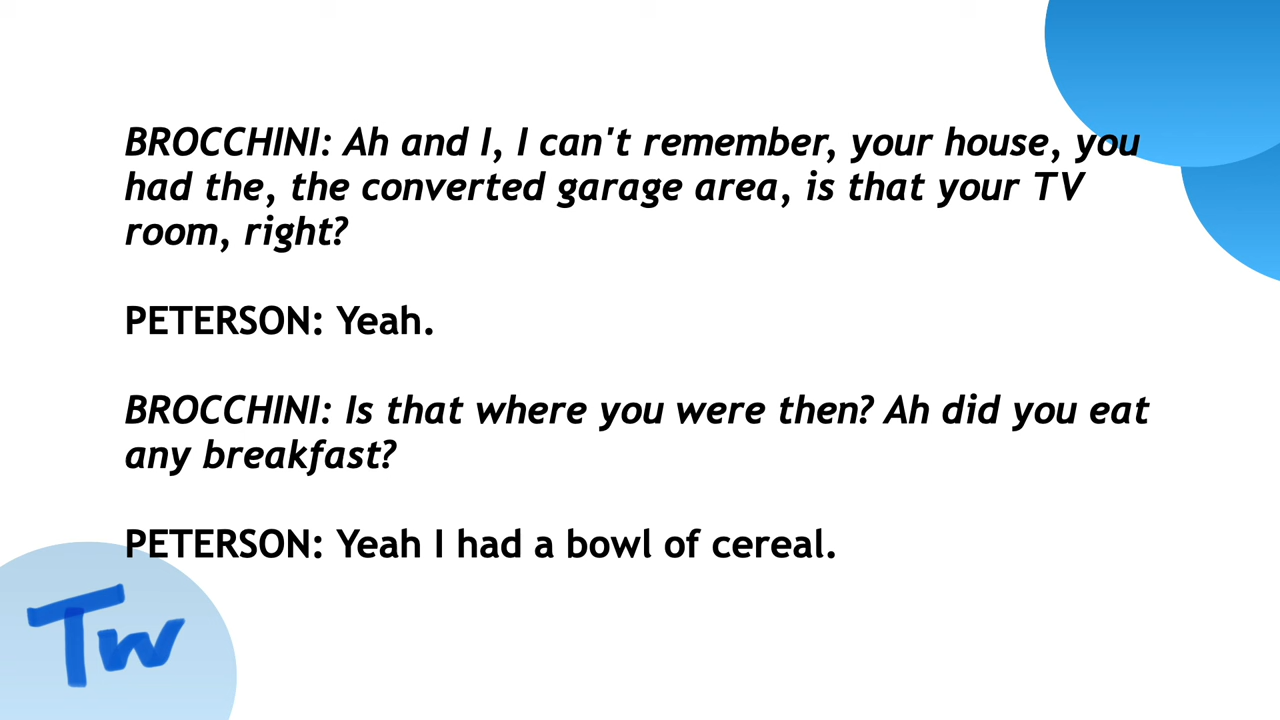 BROCCHINI: Ah and I, I can't remember, your house, you
had the, the converted garage area, is that your TV
room, right?
PETERSON: Yeah.
BROCCHINI: Is that where you were then? Ah did you eat
any breakfast?
PETERSON: Yeah I had a bowl of cereal.
Tw